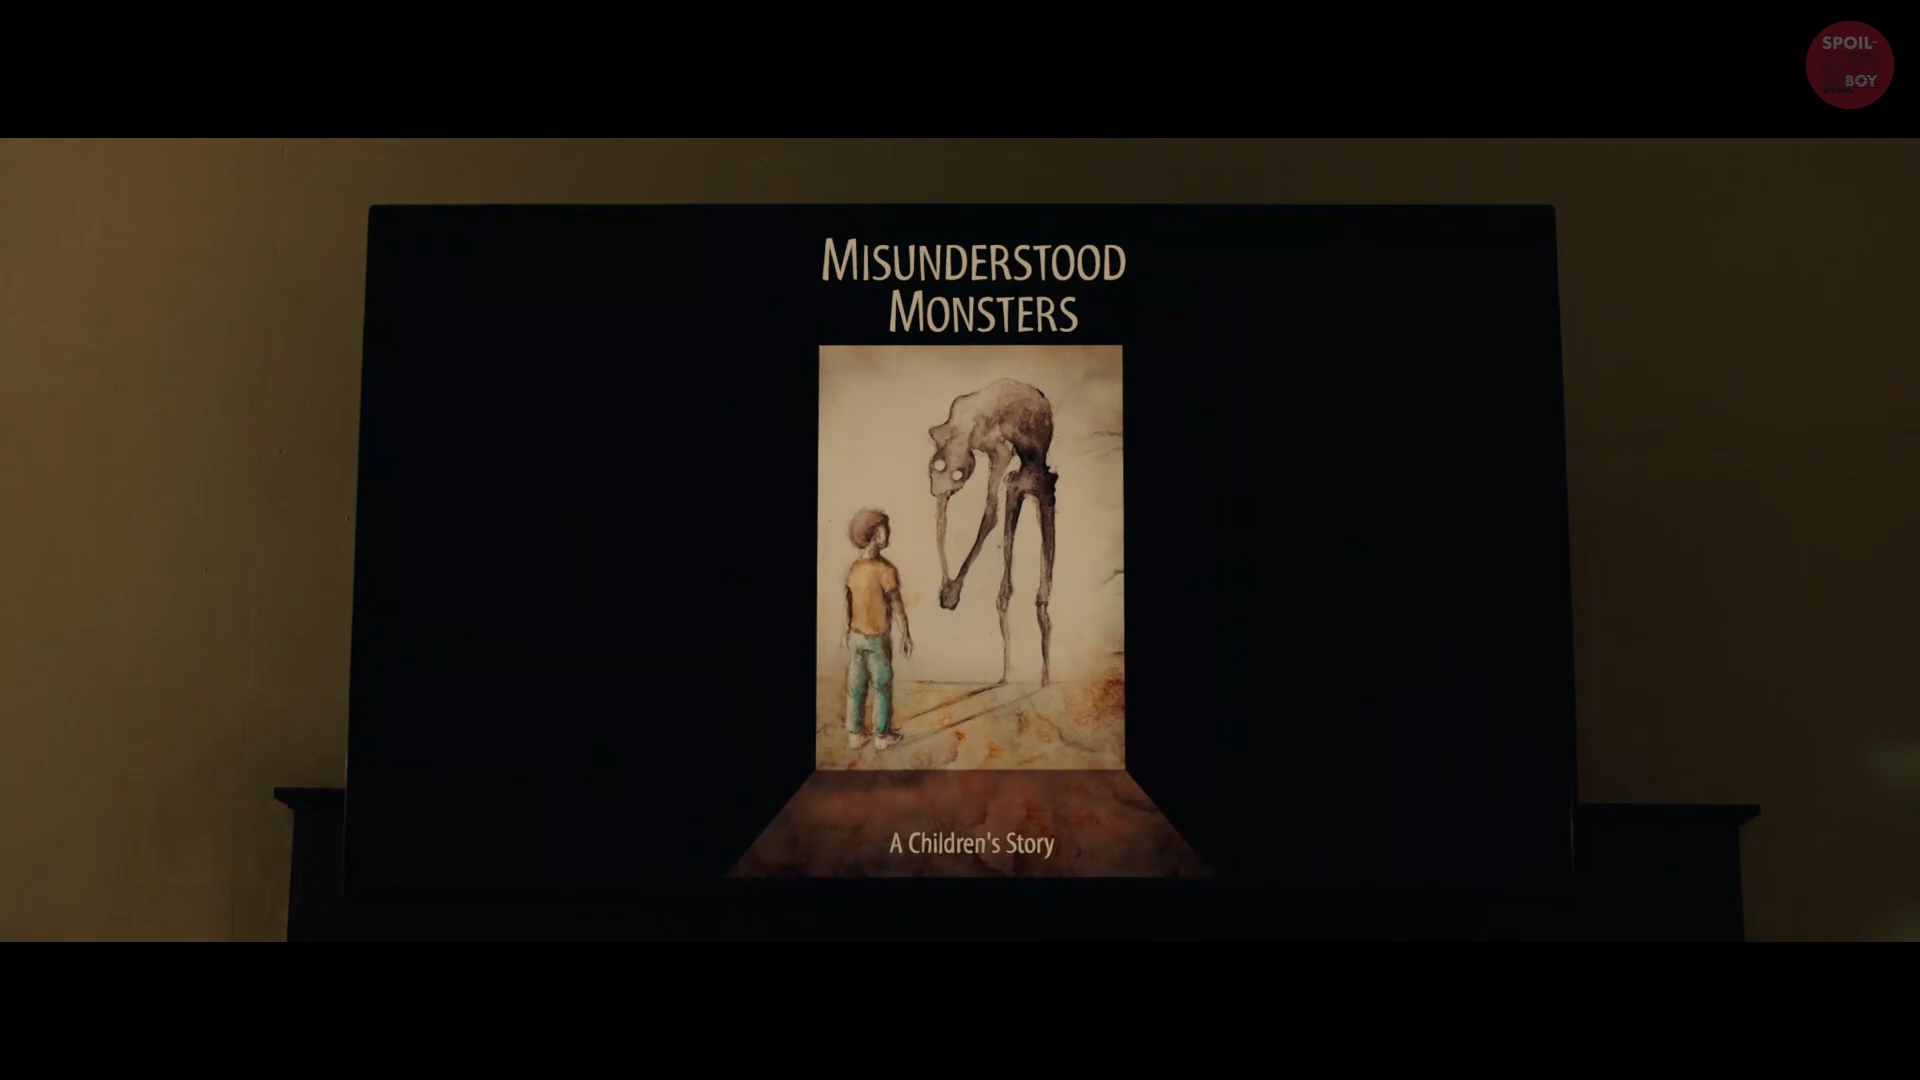 SPOIL-
BOY
MISUNDERSTOOD
MONSTERS
A Children's Story